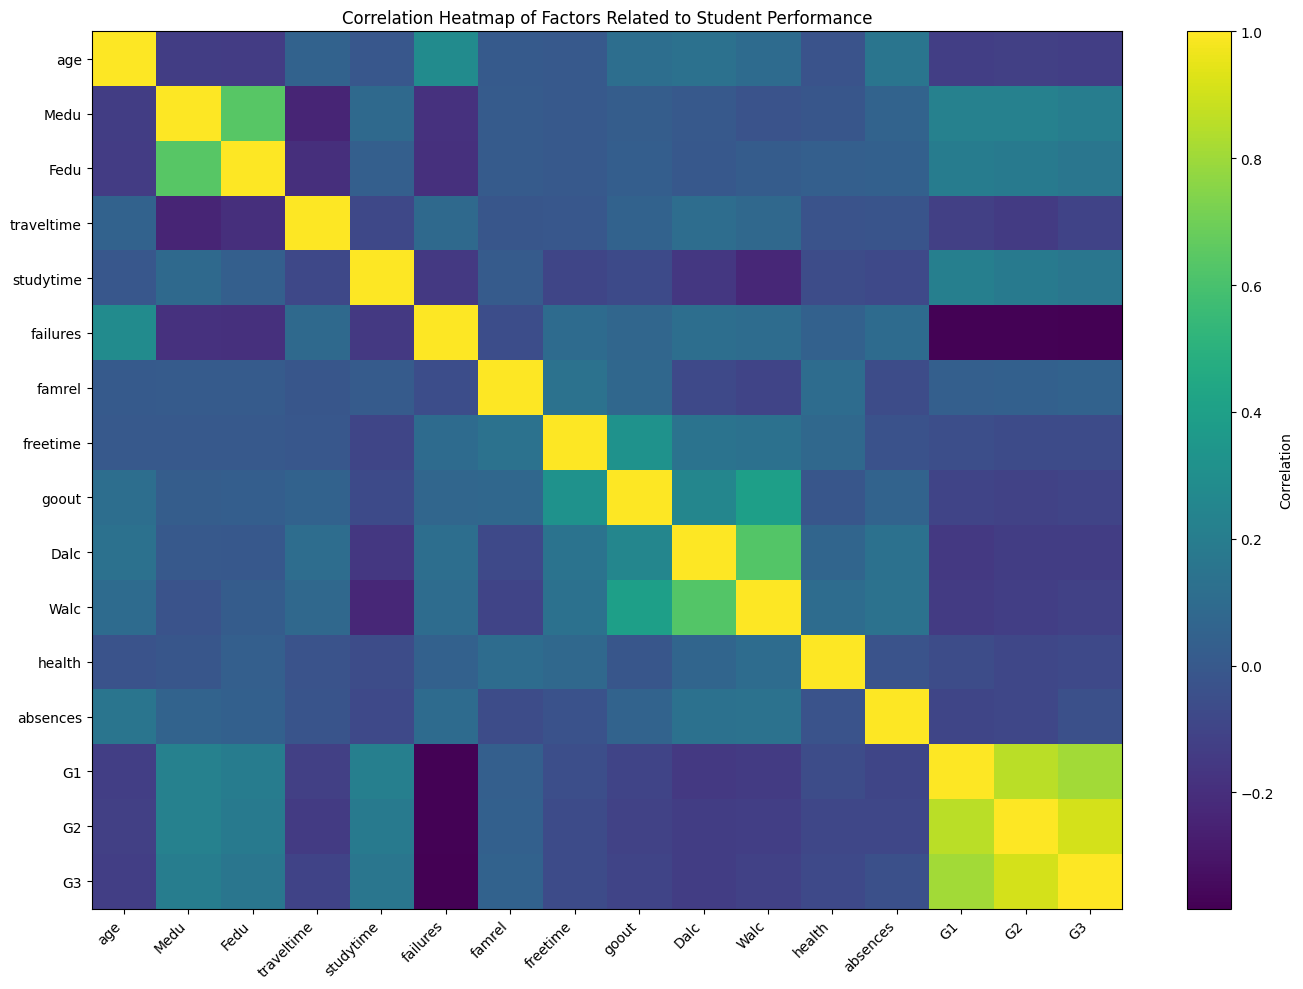 Correlation Heatmap of Factors Related to Student Performance
age
Medu
Fedu
traveltime
studytime
failures
famrel
freetime
goout
Dalc
Walc
health
absences
G1
G2
G3
age
Medu
Fedu
traveltime
studytime
failures
famrel
freetime
goout
Dalc
Walc
health
absences
G1
G2
G3
1.0
0.8
0.6
0.4
0.2
0.0
−0.2
Correlation